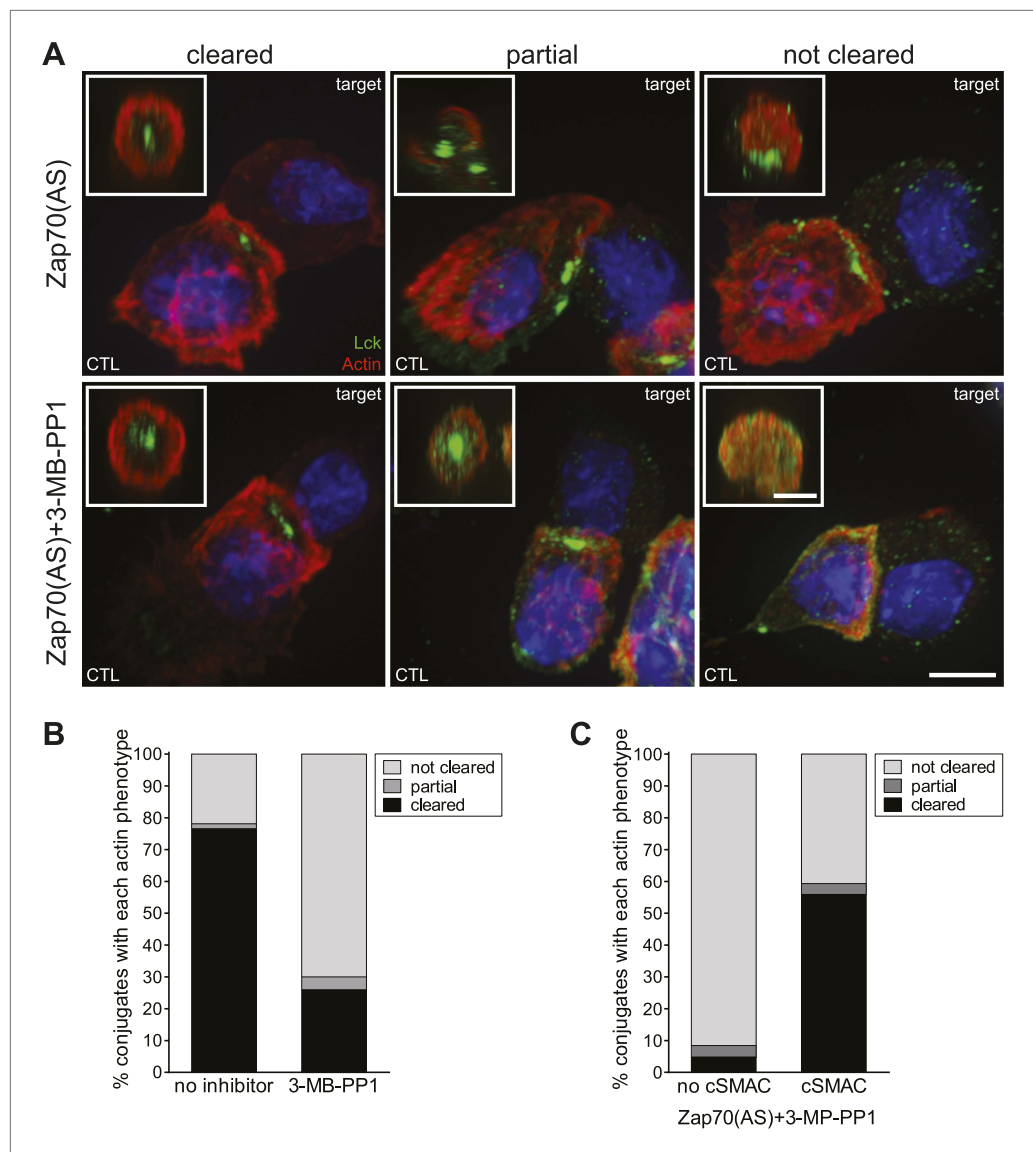 A
cleared
partial
not cleared
Zap70(AS)
target
target
target
Lck
Actin
CTL
CTL
CTL
Zap70(AS)+3-MB-PP1
target
target
target
CTL
CTL
CTL
B
% conjugates with each actin phenotype
100
90
80
70
60
50
40
30
20
10
0
not cleared
partial
cleared
no inhibitor
3-MB-PP1
C
% conjugates with each actin phenotype
100
90
80
70
60
50
40
30
20
10
0
not cleared
partial
cleared
no cSMAC
cSMAC
Zap70(AS)+3-MP-PP1